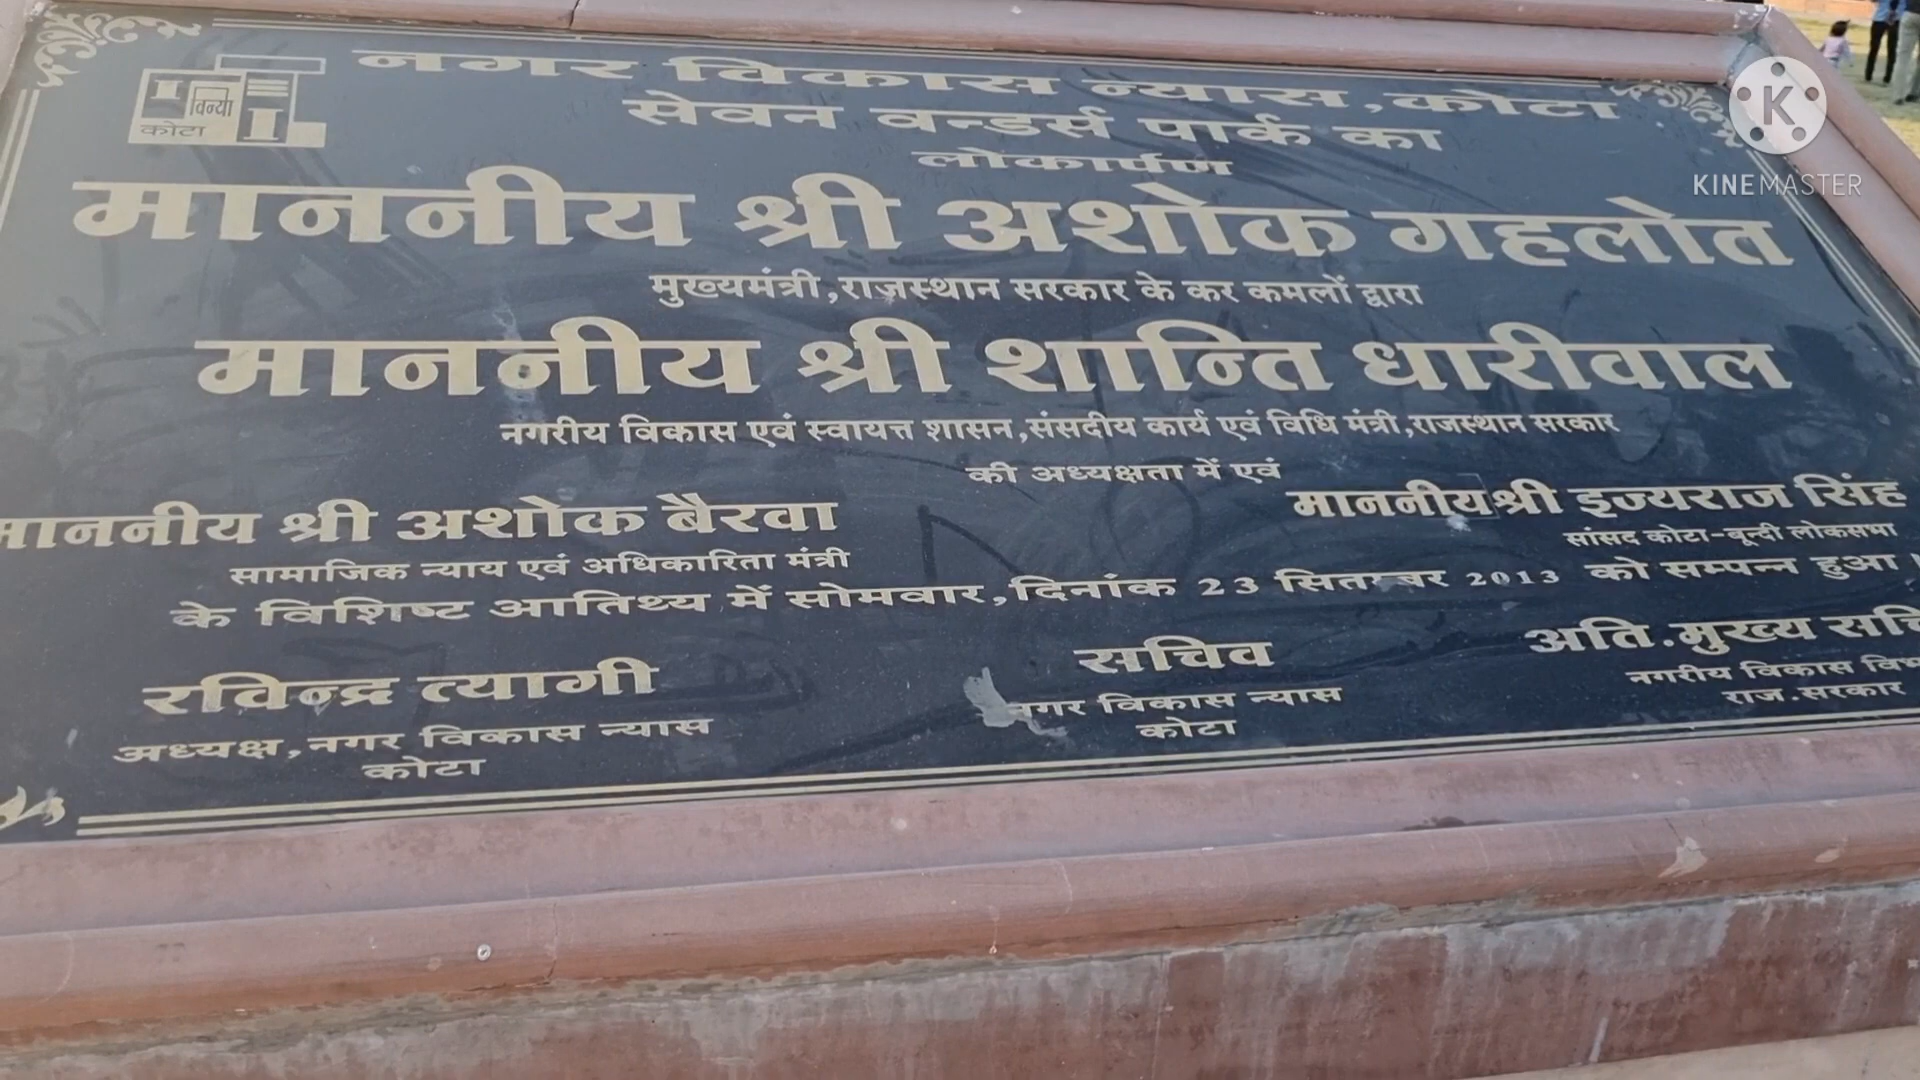 विन्या
कोटा
नगर विकास न्यास,कोटा
सेवन वन्डर्स पार्क का
लोकार्पण
माननीय श्री अशोक गहलोत
मुख्यमंत्री,राजस्थान सरकार के कर कमलों द्वारा
माननीय श्री शान्ति धारीवाल
नगरीय विकास एवं स्वायत्त शासन,संसदीय कार्य एवं विधि मंत्री,राजस्थान सरकार
की अध्यक्षता में एवं
माननीय श्री अशोक बैरवा
सामाजिक न्याय एवं अधिकारिता मंत्री
माननीय श्री इज्यराज सिंह
सांसद कोटा-बून्दी लोकसभा
के विशिष्ट आतिथ्य में सोमवार,दिनांक 23 सितम्बर 2013 को सम्पन्न हुआ।
रविन्द्र त्यागी
अध्यक्ष,नगर विकास न्यास
कोटा
सचिव
नगर विकास न्यास
कोटा
अति.मुख्य
नगरीय विकास
राज.सरकार
K
KINEMASTER